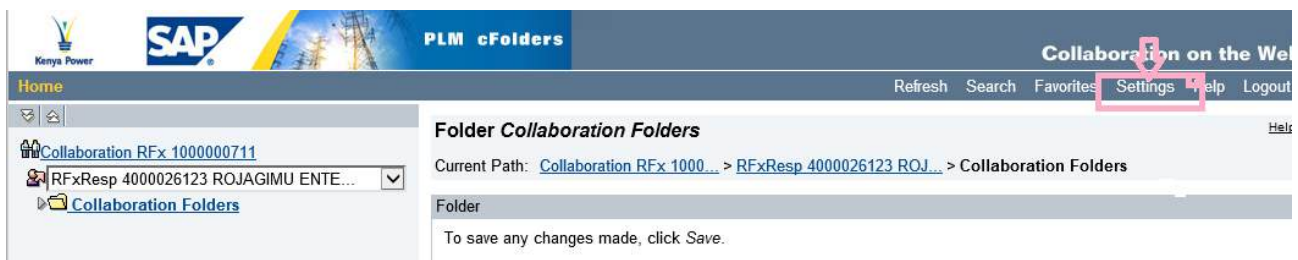 Kenya Power
SAP
PLM cFolders
Collaboration on the We
Home
Refresh Search Favorites Settings Help Logout
Collaboration RFx 1000000711
RFxResp 4000026123 ROJAGIMU ENTE...
Collaboration Folders
Folder Collaboration Folders
Help
Current Path: Collaboration RFx 1000... > RFxResp 4000026123 ROJ... > Collaboration Folders
Folder
To save any changes made, click Save.